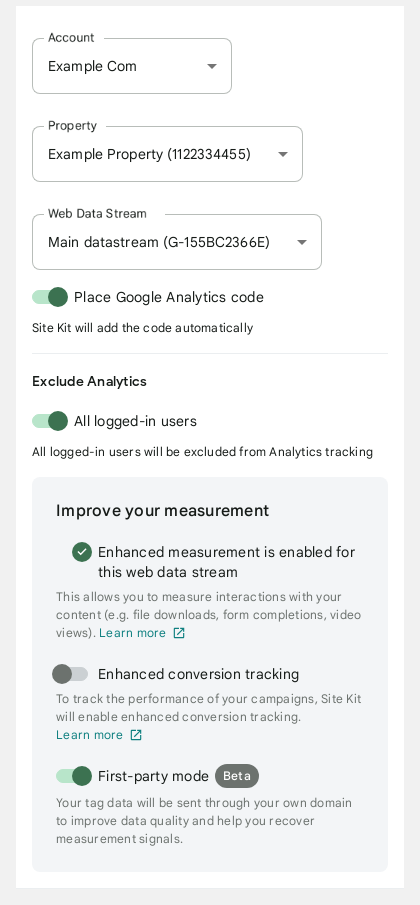 Account
Example Com
Property
Example Property (1122334455)
Web Data Stream
Main datastream (G-155BC2366E)
Place Google Analytics code
Site Kit will add the code automatically
Exclude Analytics
All logged-in users
All logged-in users will be excluded from Analytics tracking
Improve your measurement
Enhanced measurement is enabled for
this web data stream
This allows you to measure interactions with your
content (e.g. file downloads, form completions, video
views). Learn more
Enhanced conversion tracking
To track the performance of your campaigns, Site Kit
will enable enhanced conversion tracking.
Learn more
First-party mode Beta
Your tag data will be sent through your own domain
to improve data quality and help you recover
measurement signals.